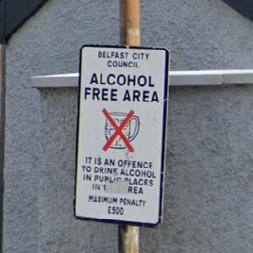 BELFAST CITY
COUNCIL
ALCOHOL
FREE AREA
IT IS AN OFFENCE
TO DRINK ALCOHOL
IN PUBLIC PLACES
IN AREA
MAXIMUM PENALTY
£500